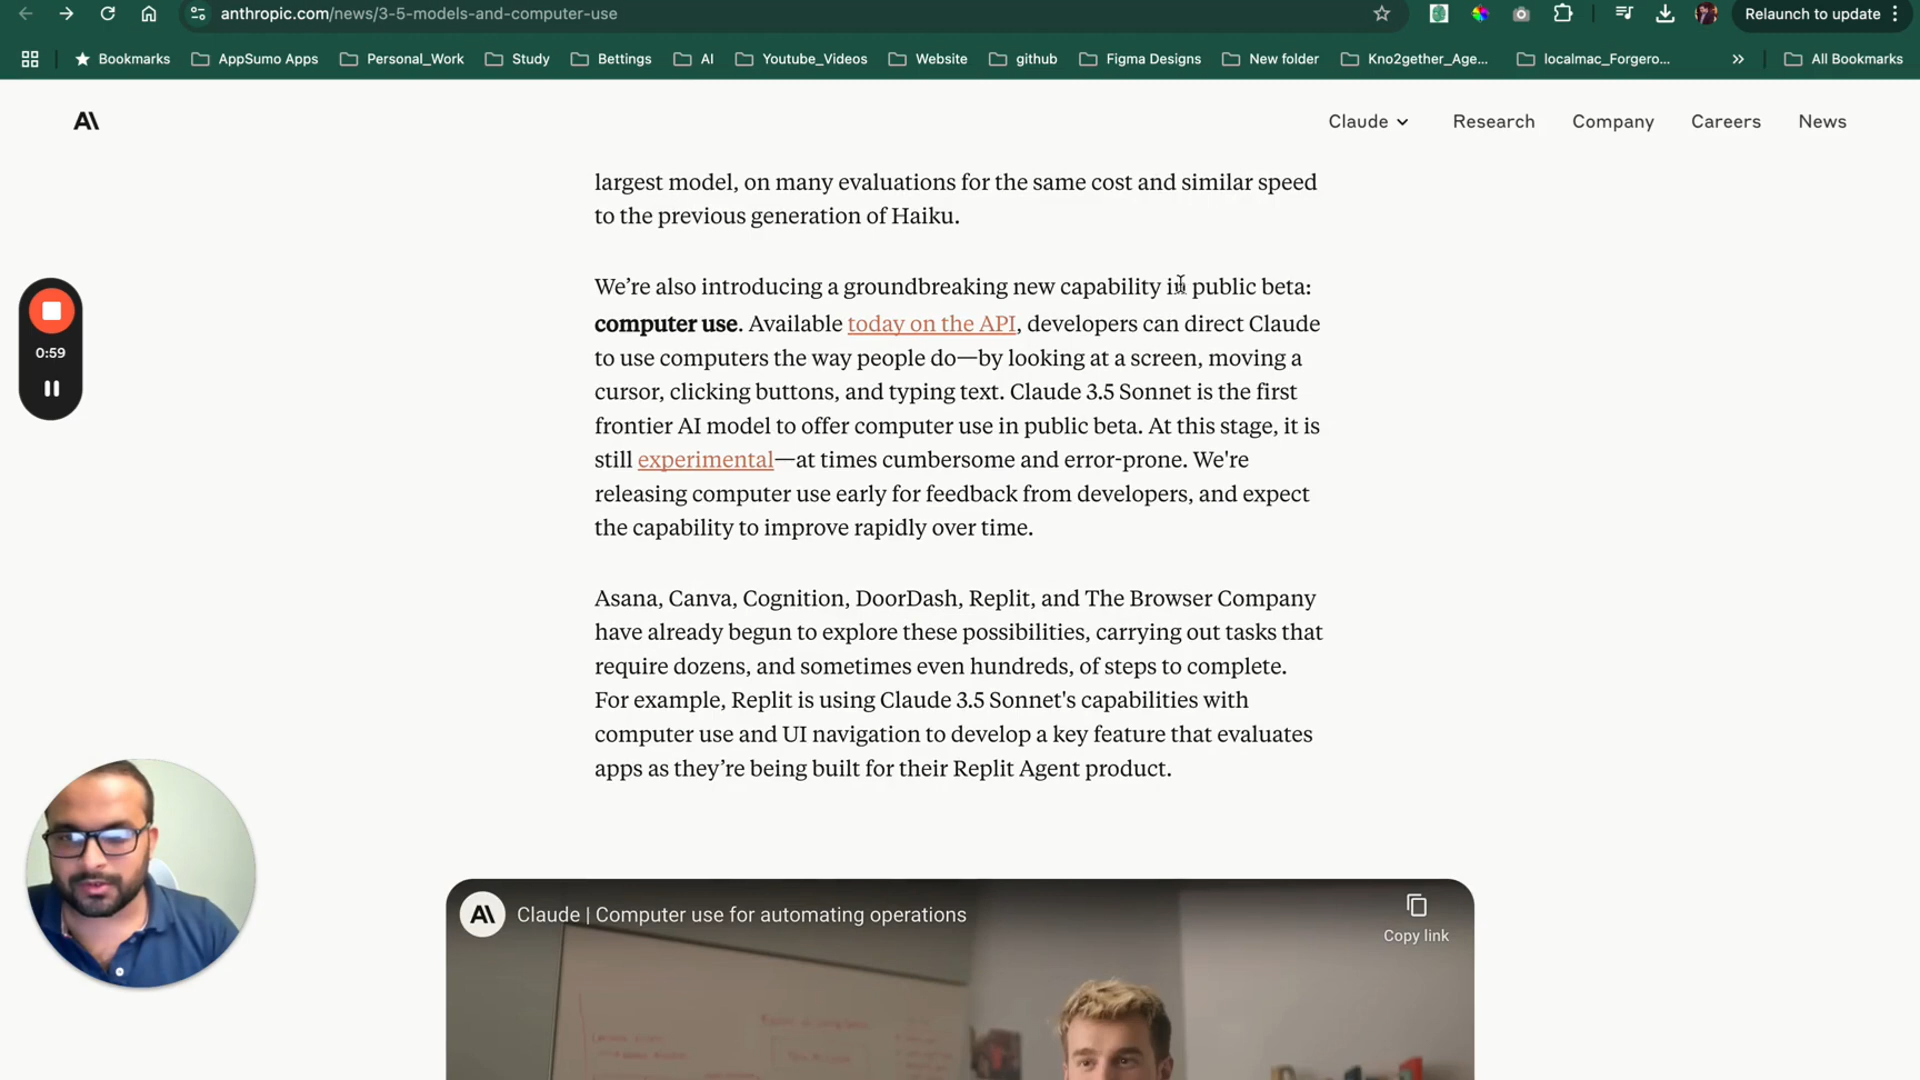 anthropic.com/news/3-5-models-and-computer-use
Relaunch to update
Bookmarks
AppSumo Apps
Personal_Work
Study
Bettings
AI
Youtube_Videos
Website
github
Figma Designs
New folder
Kno2gether_Age...
localmac_Forgero...
All Bookmarks
Claude
Research
Company
Careers
News
largest model, on many evaluations for the same cost and similar speed
to the previous generation of Haiku.
We’re also introducing a groundbreaking new capability in public beta:
computer use. Available today on the API, developers can direct Claude
to use computers the way people do—by looking at a screen, moving a
cursor, clicking buttons, and typing text. Claude 3.5 Sonnet is the first
frontier AI model to offer computer use in public beta. At this stage, it is
still experimental—at times cumbersome and error-prone. We're
releasing computer use early for feedback from developers, and expect
the capability to improve rapidly over time.
0:59
Asana, Canva, Cognition, DoorDash, Replit, and The Browser Company
have already begun to explore these possibilities, carrying out tasks that
require dozens, and sometimes even hundreds, of steps to complete.
For example, Replit is using Claude 3.5 Sonnet's capabilities with
computer use and UI navigation to develop a key feature that evaluates
apps as they’re being built for their Replit Agent product.
Claude | Computer use for automating operations
Copy link